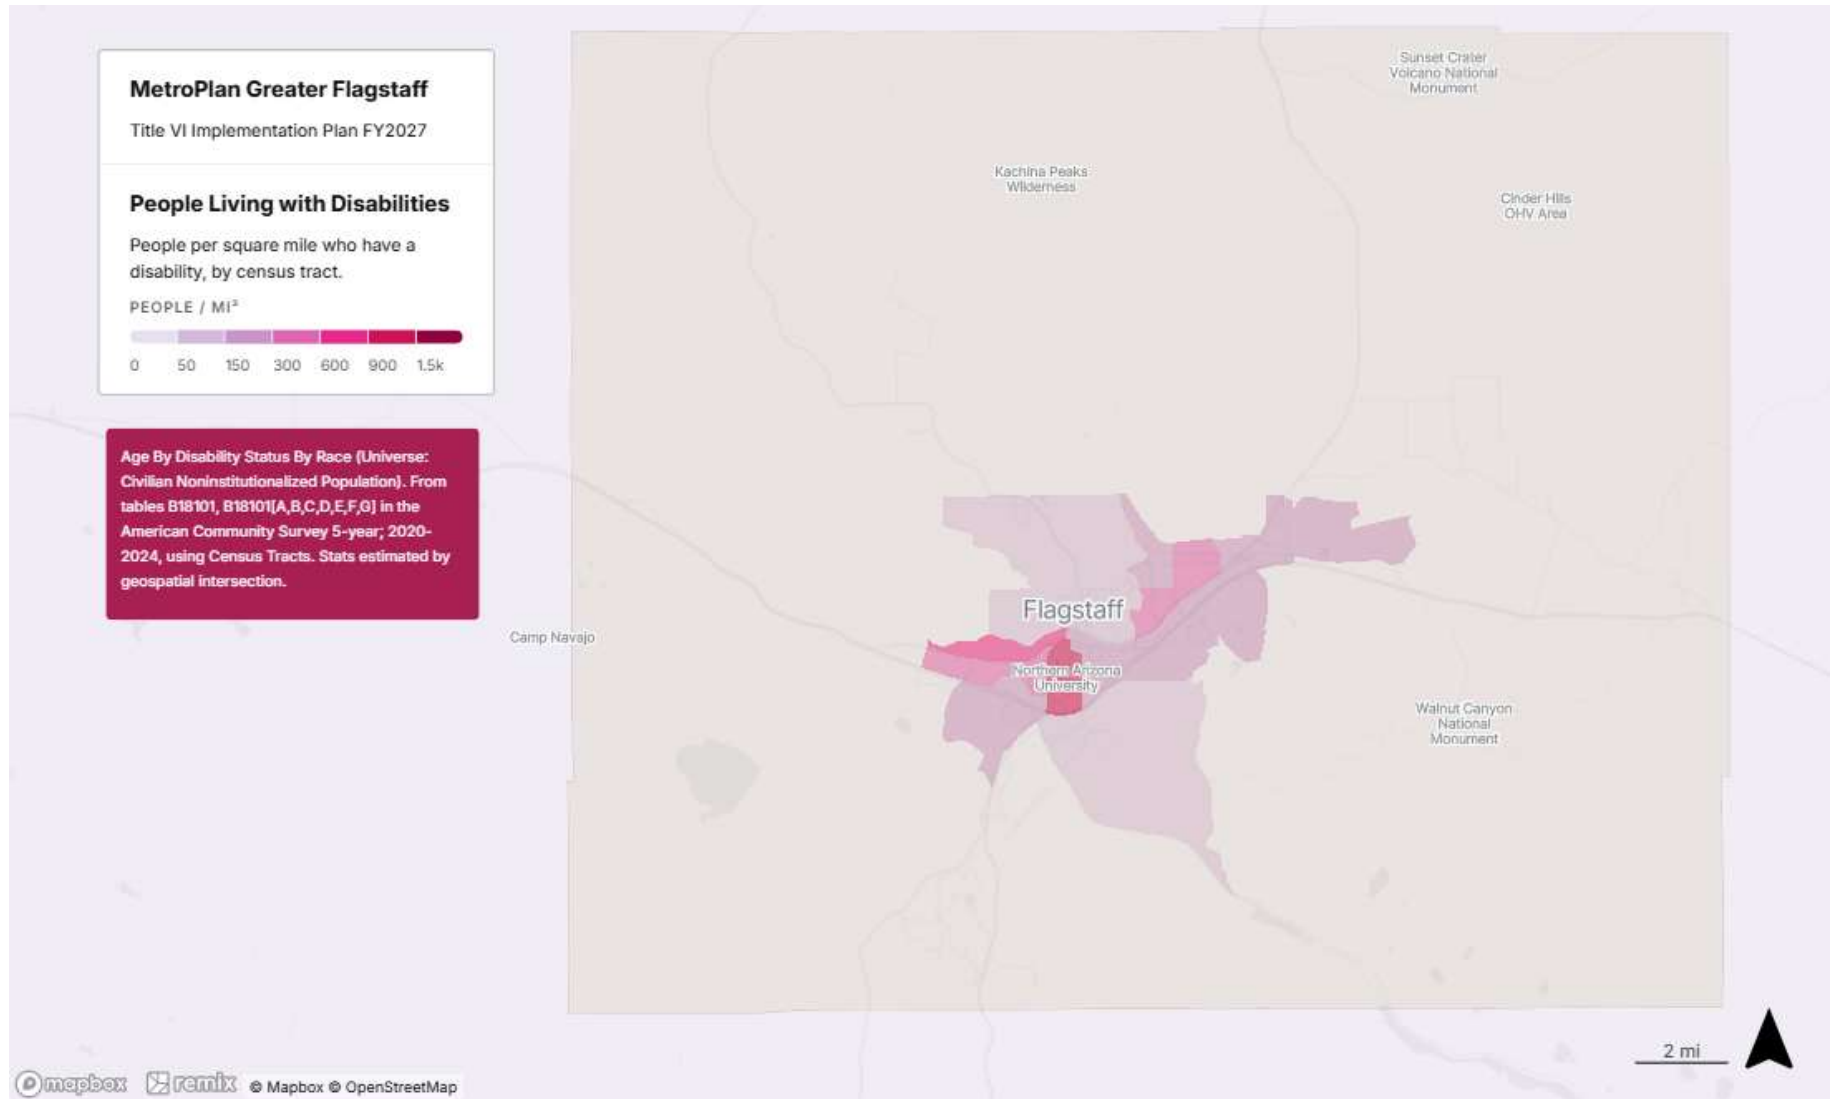 MetroPlan Greater Flagstaff
Title VI Implementation Plan FY2027
People Living with Disabilities
People per square mile who have a
disability, by census tract.
PEOPLE / MI²
0 50 150 300 600 900 1.5k
Age By Disability Status By Race (Universe:
Civilian Noninstitutionalized Population). From
tables B18101, B18101[A,B,C,D,E,F,G] in the
American Community Survey 5-year; 2020-
2024, using Census Tracts. Stats estimated by
geospatial intersection.
Sunset Crater
Volcano National
Monument
Kachina Peaks
Wilderness
Cinder Hills
OHV Area
Flagstaff
Camp Navajo
Northern Arizona
University
Walnut Canyon
National
Monument
2 mi
mapbox remix © Mapbox © OpenStreetMap